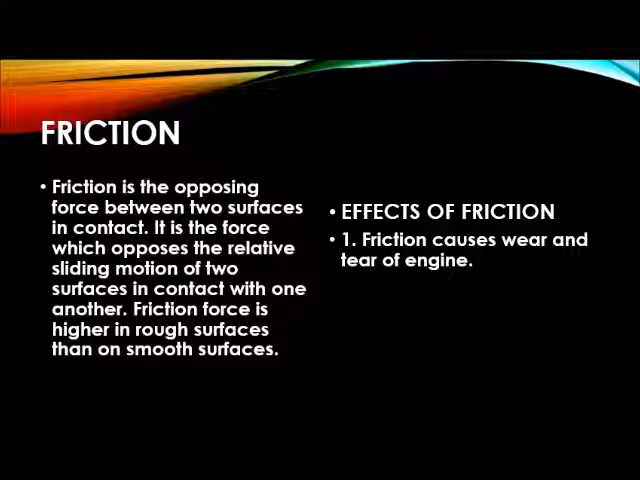 FRICTION
• Friction is the opposing
force between two surfaces
in contact. It is the force
which opposes the relative
sliding motion of two
surfaces in contact with one
another. Friction force is
higher in rough surfaces
than on smooth surfaces.
• EFFECTS OF FRICTION
• 1. Friction causes wear and
tear of engine.